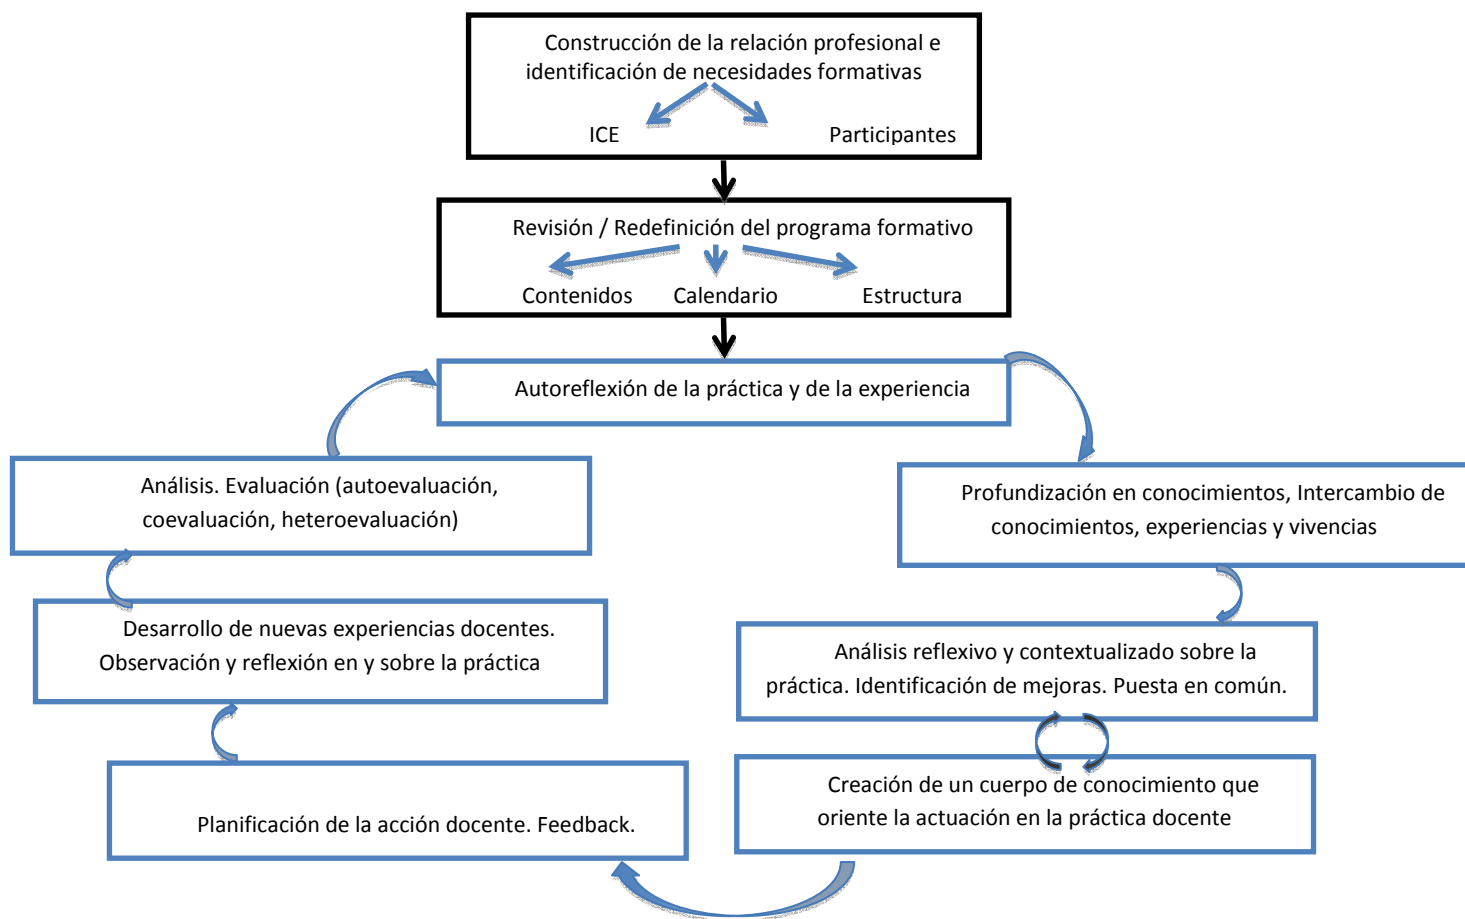 Construcción de la relación profesional e
identificación de necesidades formativas
ICE
Participantes
Revisión / Redefinición del programa formativo
Contenidos
Calendario
Estructura
Autoreflexión de la práctica y de la experiencia
Análisis. Evaluación (autoevaluación,
coevaluación, heteroevaluación)
Profundización en conocimientos, Intercambio de
conocimientos, experiencias y vivencias
Desarrollo de nuevas experiencias docentes.
Observación y reflexión en y sobre la práctica
Análisis reflexivo y contextualizado sobre la
práctica. Identificación de mejoras. Puesta en común.
Planificación de la acción docente. Feedback.
Creación de un cuerpo de conocimiento que
oriente la actuación en la práctica docente